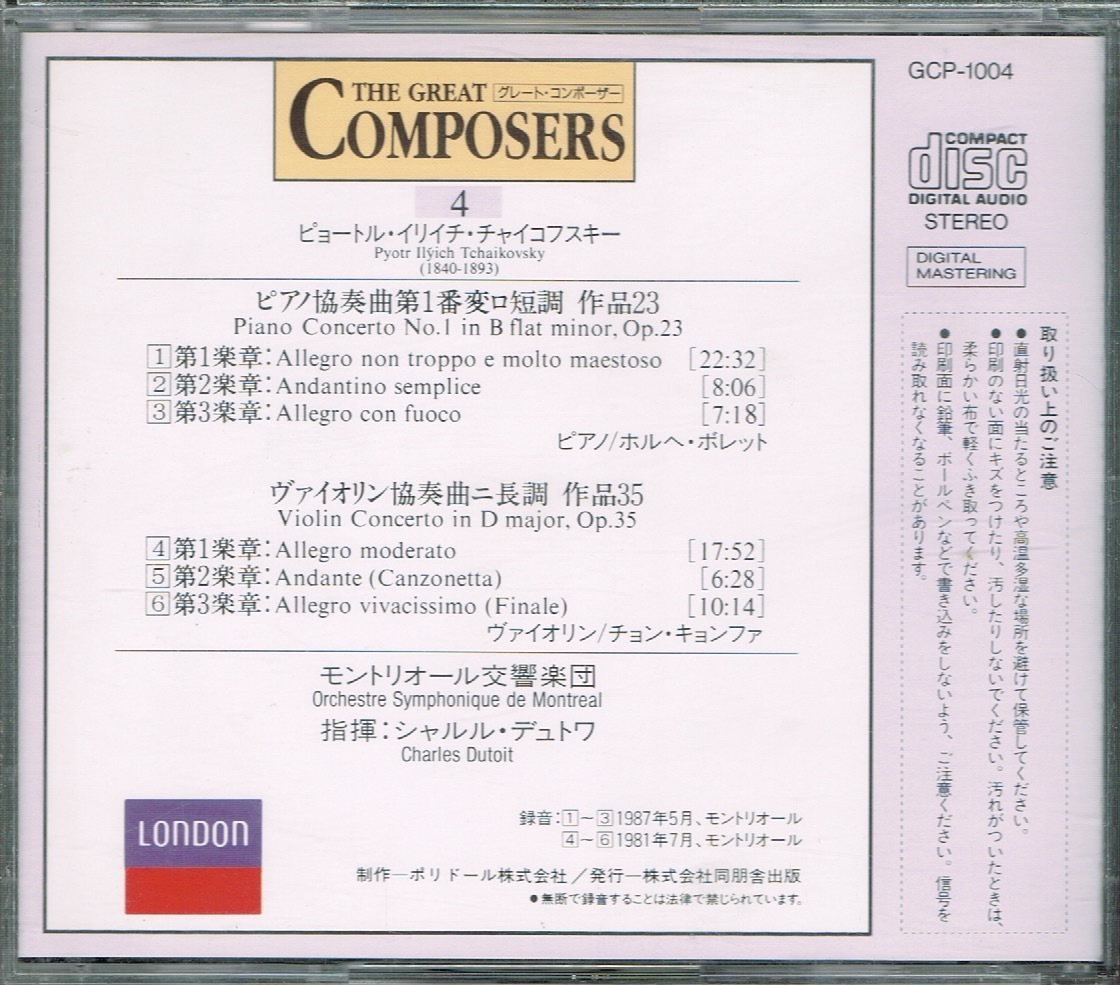 THE GREAT グレート・コンポーザー
COMPOSERS
4
ピョートル・イリイチ・チャイコフスキー
Pyotr Ilýich Tchaikovsky
(1840-1893)
ピアノ協奏曲第1番変ロ短調 作品23
Piano Concerto No.1 in B flat minor, Op.23
1 第1楽章：Allegro non troppo e molto maestoso [22:32]
2 第2楽章：Andantino semplice [8:06]
3 第3楽章：Allegro con fuoco [7:18]
ピアノ/ホルヘ・ボレット
ヴァイオリン協奏曲ニ長調 作品35
Violin Concerto in D major, Op.35
4 第1楽章：Allegro moderato [17:52]
5 第2楽章：Andante (Canzonetta) [6:28]
6 第3楽章：Allegro vivacissimo (Finale) [10:14]
ヴァイオリン/チョン・キョンファ
モントリオール交響楽団
Orchestre Symphonique de Montreal
指揮：シャルル・デュトワ
Charles Dutoit
LONDON
録音：1～3 1987年5月、モントリオール
4～6 1981年7月、モントリオール
制作―ポリドール株式会社／発行―株式会社同朋舎出版
●無断で録音することは法律で禁じられています。
GCP-1004
COMPACT
disc
DIGITAL AUDIO
STEREO
DIGITAL
MASTERING
取り扱い上のご注意
●直射日光の当たるところや高温多湿な場所を避けて保管してください。
●印刷のない面にキズをつけたり、汚したりしないでください。汚れがついたときは、
柔らかい布で軽くふき取ってください。
●印刷面に鉛筆、ボールペンなどで書き込みをしないよう、ご注意ください。信号を
読み取れなくなることがあります。